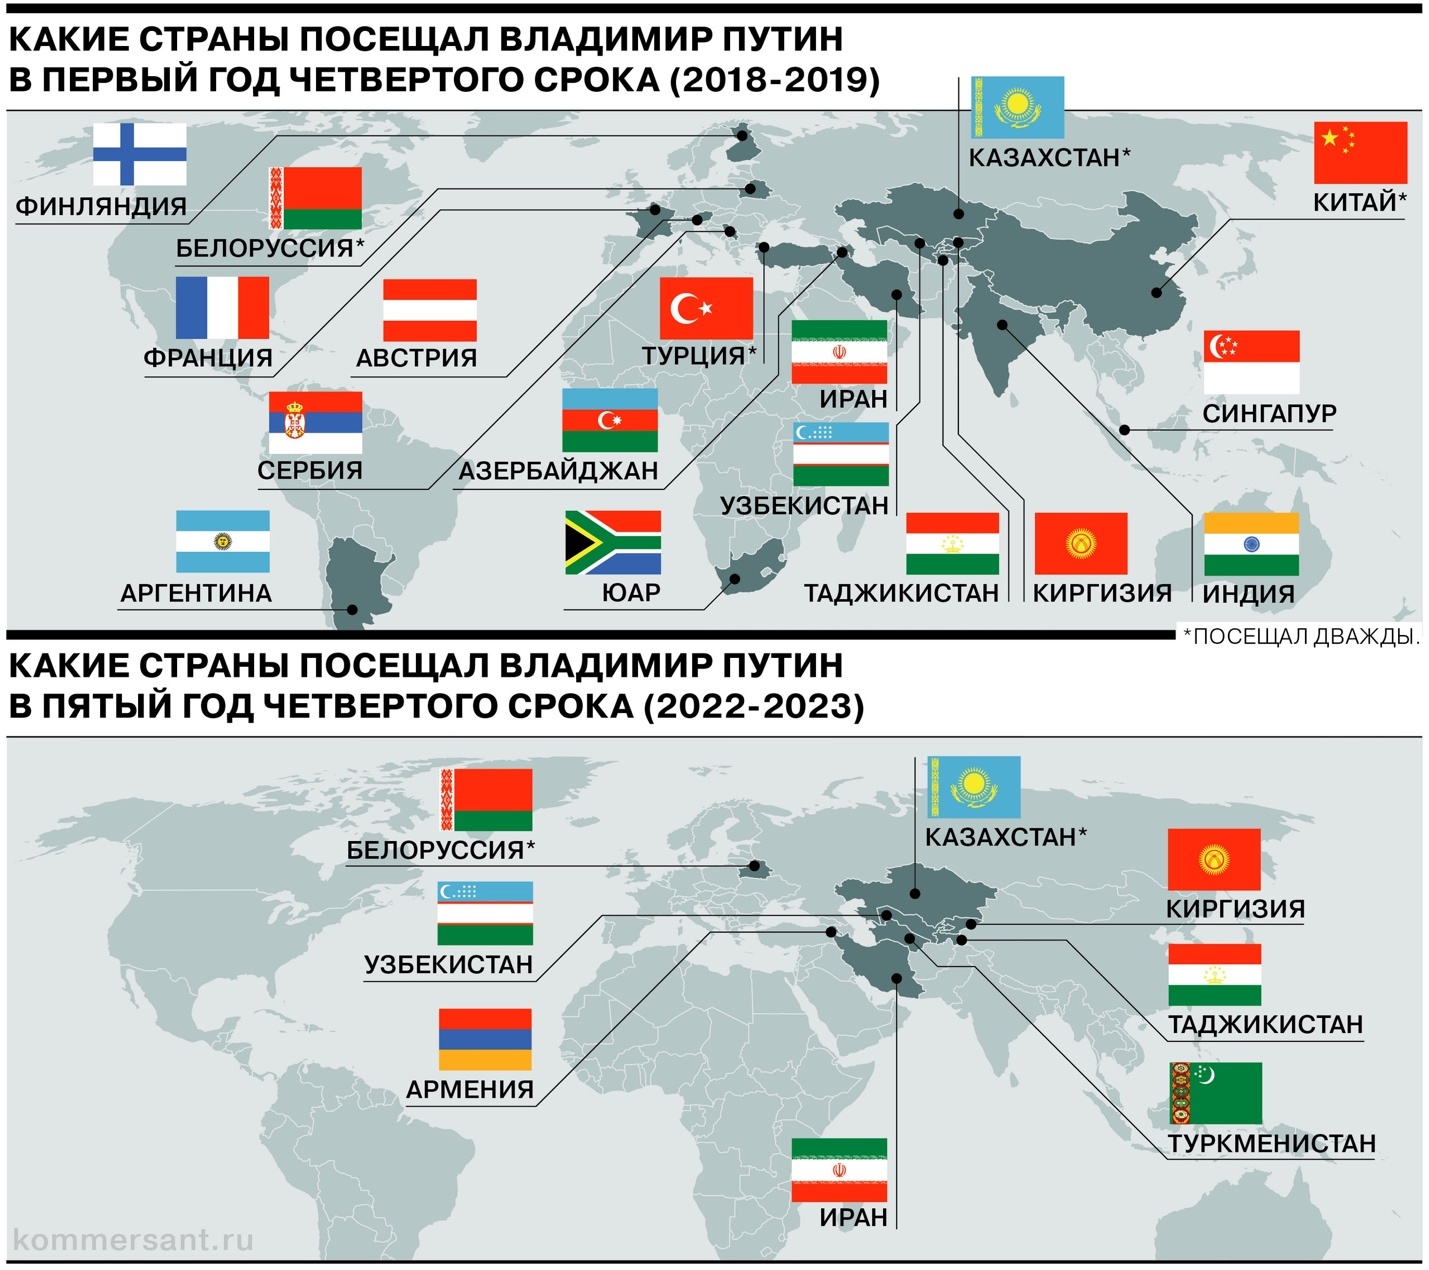 КАКИЕ СТРАНЫ ПОСЕЩАЛ ВЛАДИМИР ПУТИН
В ПЕРВЫЙ ГОД ЧЕТВЕРТОГО СРОКА (2018-2019)
КАЗАХСТАН*
КИТАЙ*
ФИНЛЯНДИЯ
БЕЛОРУССИЯ*
ФРАНЦИЯ
АВСТРИЯ
ТУРЦИЯ*
ИРАН
СИНГАПУР
СЕРБИЯ
АЗЕРБАЙДЖАН
УЗБЕКИСТАН
АРГЕНТИНА
ЮАР
ТАДЖИКИСТАН
КИРГИЗИЯ
ИНДИЯ
*ПОСЕЩАЛ ДВАЖДЫ.
КАКИЕ СТРАНЫ ПОСЕЩАЛ ВЛАДИМИР ПУТИН
В ПЯТЫЙ ГОД ЧЕТВЕРТОГО СРОКА (2022-2023)
КАЗАХСТАН*
БЕЛОРУССИЯ*
КИРГИЗИЯ
УЗБЕКИСТАН
ТАДЖИКИСТАН
АРМЕНИЯ
ТУРКМЕНИСТАН
ИРАН
kommersant.ru